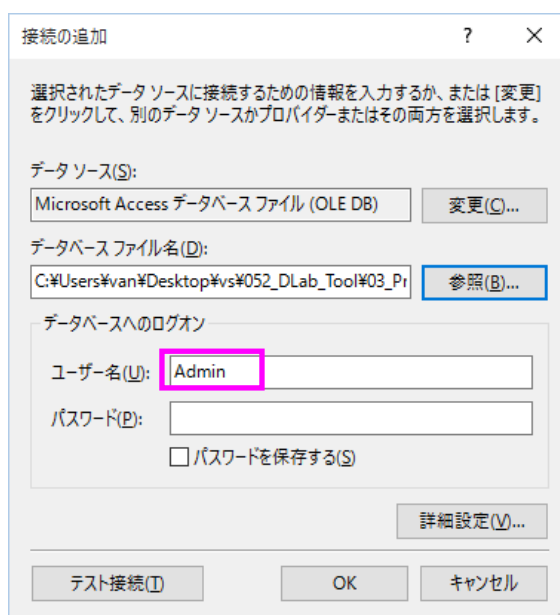 接続の追加 ?
選択されたデータ ソースに接続するための情報を入力するか、または [変更]
をクリックして、別のデータ ソースかプロバイダーまたはその両方を選択します。
データ ソース(S):
Microsoft Access データベース ファイル (OLE DB) 変更(C)...
データベース ファイル名(D):
C:¥Users¥van¥Desktop¥vs¥052_DLab_Tool¥03_Pr 参照(B)...
データベースへのログオン
ユーザー名(U): Admin
パスワード(P):
パスワードを保存する(S)
詳細設定(V)...
テスト接続(T) OK キャンセル